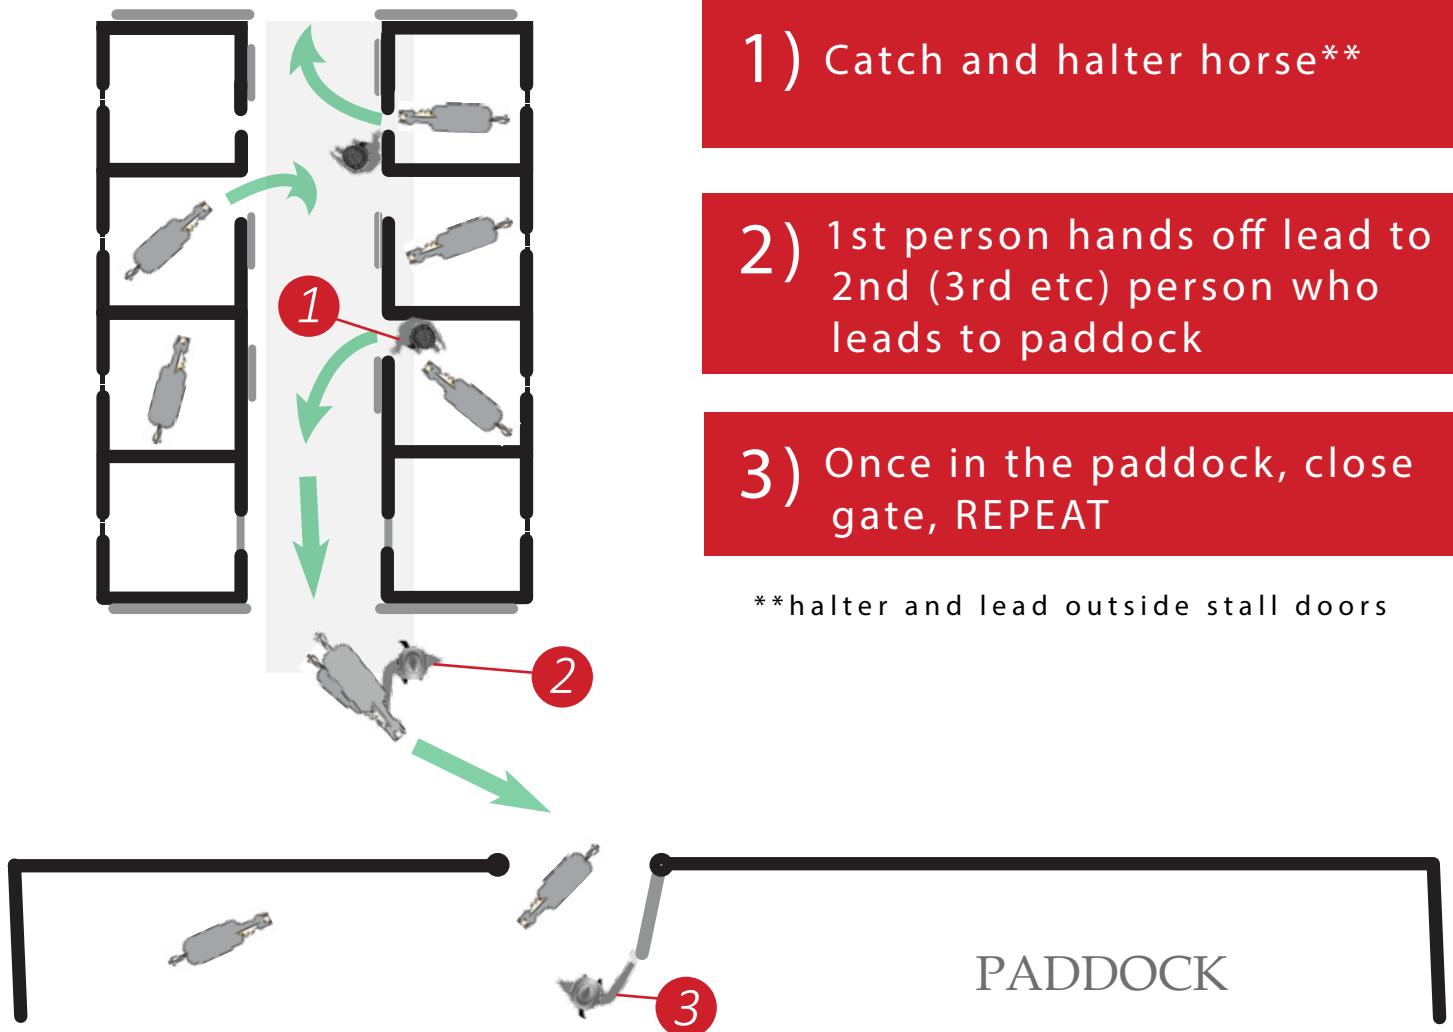 1) Catch and halter horse**
2) 1st person hands off lead to
2nd (3rd etc) person who
leads to paddock
3) Once in the paddock, close
gate, REPEAT
**halter and lead outside stall doors
1
2
3
PADDOCK